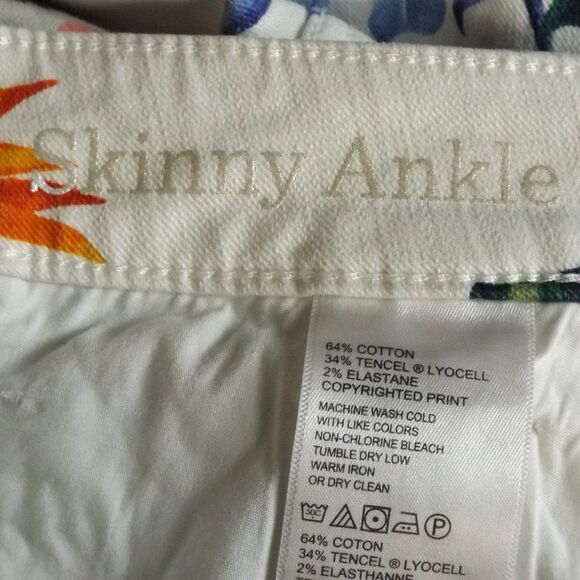 Skinny Ankle
64% COTTON
34% TENCEL ® LYOCELL
2% ELASTANE
COPYRIGHTED PRINT
MACHINE WASH COLD
WITH LIKE COLORS
NON-CHLORINE BLEACH
TUMBLE DRY LOW
WARM IRON
OR DRY CLEAN
30C P
64% COTON
34% TENCEL ® LYOCELL
2% ELASTHANNE